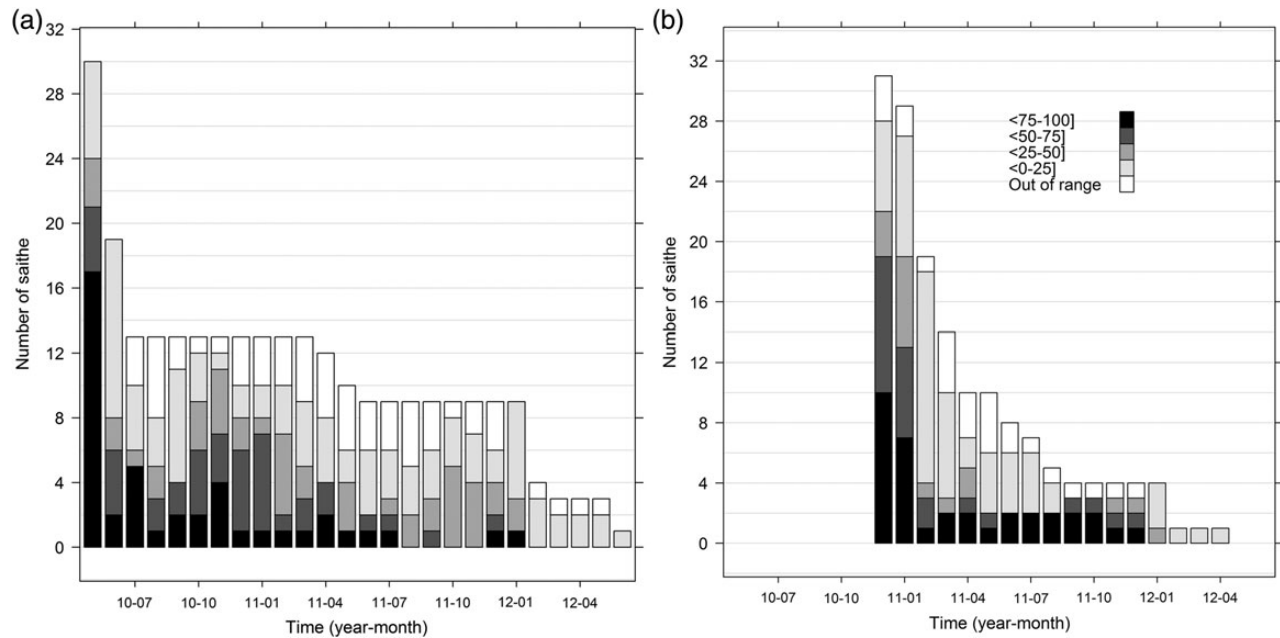 (a)
Number of saithe
32
28
24
20
16
12
8
4
0
10-07 10-10 11-01 11-04 11-07 11-10 12-01 12-04
Time (year-month)
(b)
Number of saithe
32
28
24
20
16
12
8
4
0
<75-100]
<50-75]
<25-50]
<0-25]
Out of range
10-07 10-10 11-01 11-04 11-07 11-10 12-01 12-04
Time (year-month)